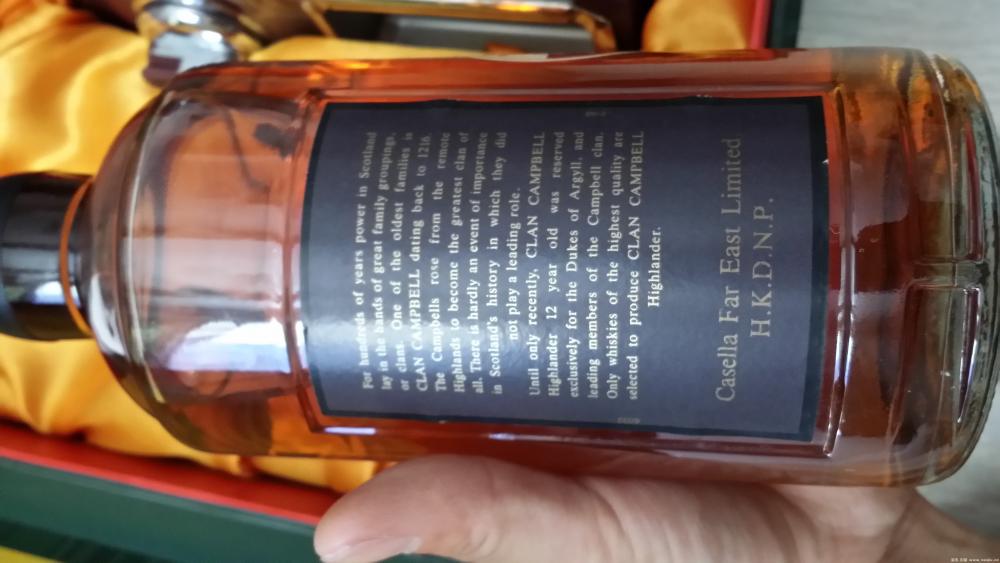 For hundreds of years power in Scotland
lay in the hands of great family groupings,
or clans. One of the oldest families is
CLAN CAMPBELL dating back to 1216.
The Campbells rose from the remote
Highlands to become the greatest clan of
all. There is hardly an event of importance
in Scotland's history in which they did
not play a leading role.
Until only recently, CLAN CAMPBELL
Highlander 12 year old was reserved
exclusively for the Dukes of Argyll, and
leading members of the Campbell clan.
Only whiskies of the highest quality are
selected to produce CLAN CAMPBELL
Highlander.
Casella Far East Limited
H.K.D.N.P.